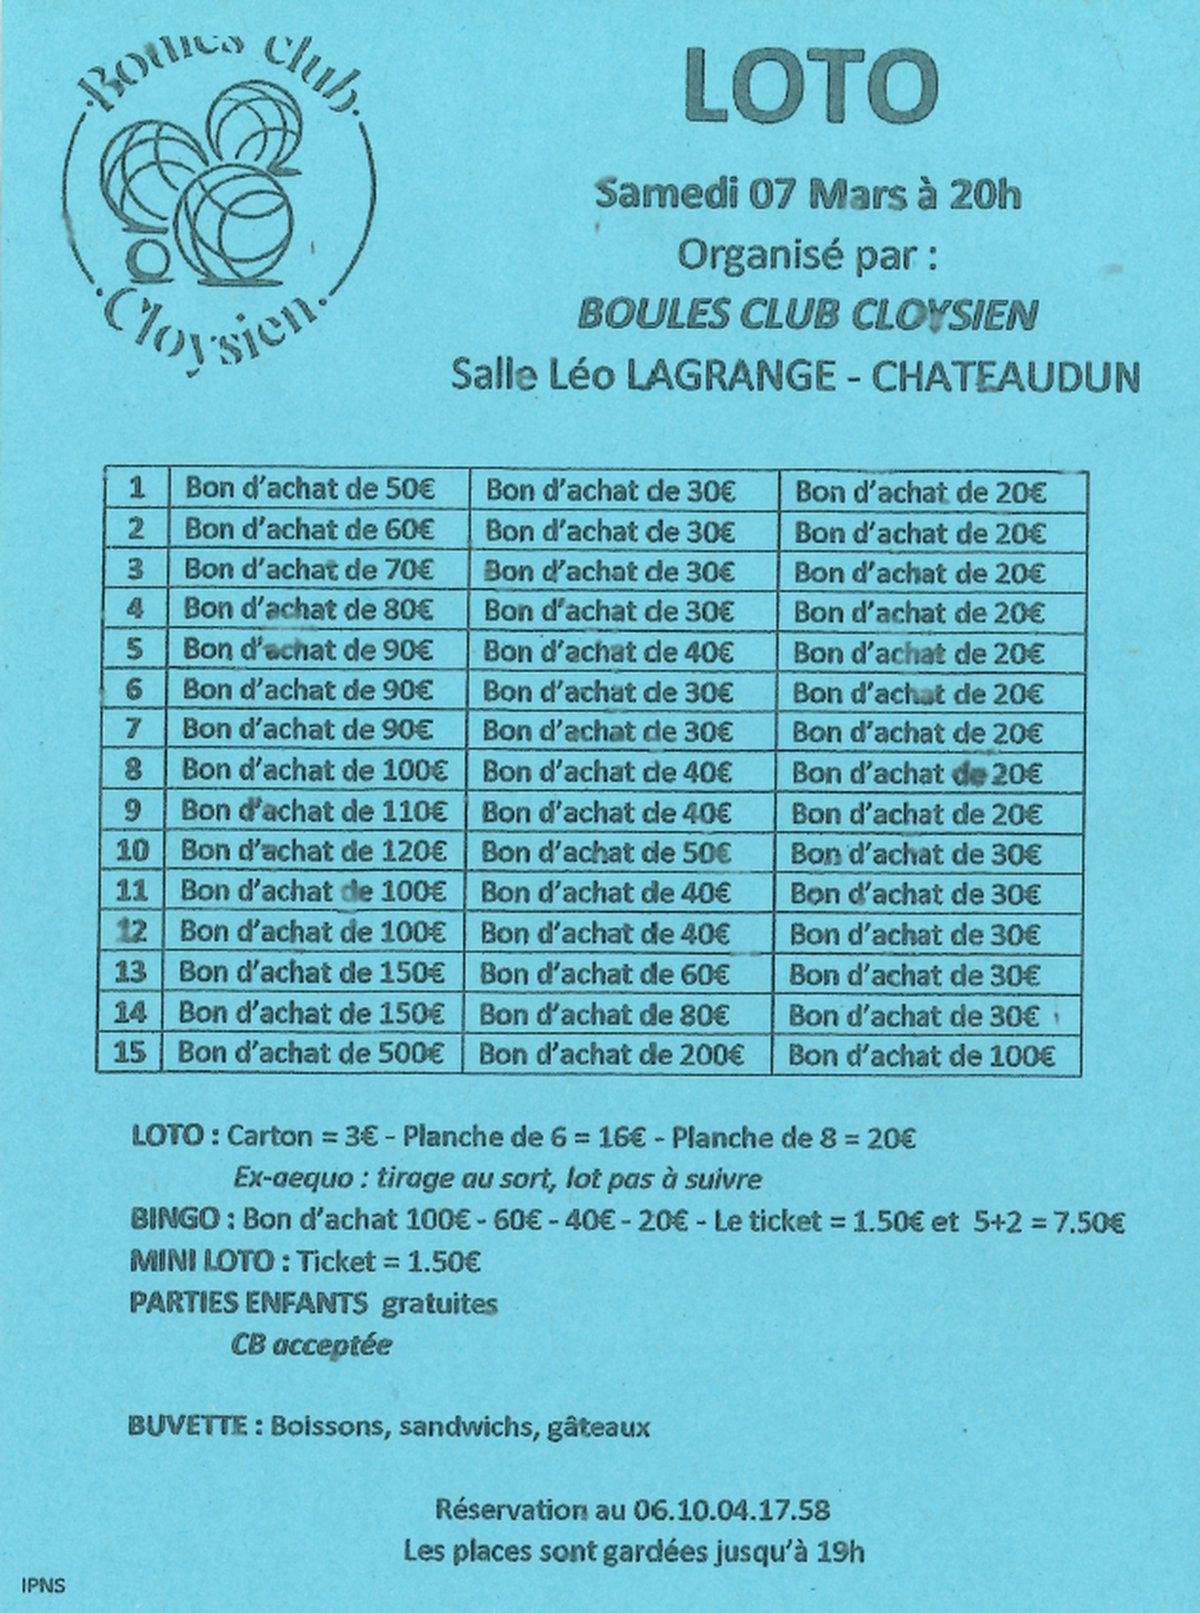 Boules Club
Cloysien
LOTO
Samedi 07 Mars à 20h
Organisé par :
BOULES CLUB CLOYSIEN
Salle Léo LAGRANGE - CHATEAUDUN
1 Bon d'achat de 50€ Bon d'achat de 30€ Bon d'achat de 20€
2 Bon d'achat de 60€ Bon d'achat de 30€ Bon d'achat de 20€
3 Bon d'achat de 70€ Bon d'achat de 30€ Bon d'achat de 20€
4 Bon d'achat de 80€ Bon d'achat de 30€ Bon d'achat de 20€
5 Bon d'achat de 90€ Bon d'achat de 40€ Bon d'achat de 20€
6 Bon d'achat de 90€ Bon d'achat de 30€ Bon d'achat de 20€
7 Bon d'achat de 90€ Bon d'achat de 30€ Bon d'achat de 20€
8 Bon d'achat de 100€ Bon d'achat de 40€ Bon d'achat de 20€
9 Bon d'achat de 110€ Bon d'achat de 40€ Bon d'achat de 20€
10 Bon d'achat de 120€ Bon d'achat de 50€ Bon d'achat de 30€
11 Bon d'achat de 100€ Bon d'achat de 40€ Bon d'achat de 30€
12 Bon d'achat de 100€ Bon d'achat de 40€ Bon d'achat de 30€
13 Bon d'achat de 150€ Bon d'achat de 60€ Bon d'achat de 30€
14 Bon d'achat de 150€ Bon d'achat de 80€ Bon d'achat de 30€
15 Bon d'achat de 500€ Bon d'achat de 200€ Bon d'achat de 100€
LOTO : Carton = 3€ - Planche de 6 = 16€ - Planche de 8 = 20€
Ex-aequo : tirage au sort, lot pas à suivre
BINGO : Bon d'achat 100€ - 60€ - 40€ - 20€ - Le ticket = 1.50€ et 5+2 = 7.50€
MINI LOTO : Ticket = 1.50€
PARTIES ENFANTS gratuites
CB acceptée
BUVETTE : Boissons, sandwichs, gâteaux
Réservation au 06.10.04.17.58
Les places sont gardées jusqu'à 19h
IPNS